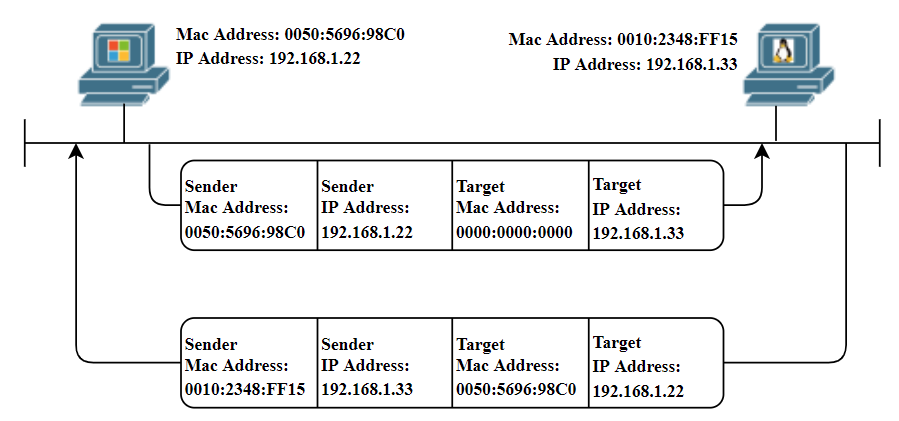 Mac Address: 0050:5696:98C0
IP Address: 192.168.1.22
Mac Address: 0010:2348:FF15
IP Address: 192.168.1.33
Sender
Mac Address:
0050:5696:98C0
Sender
IP Address:
192.168.1.22
Target
Mac Address:
0000:0000:0000
Target
IP Address:
192.168.1.33
Sender
Mac Address:
0010:2348:FF15
Sender
IP Address:
192.168.1.33
Target
Mac Address:
0050:5696:98C0
Target
IP Address:
192.168.1.22